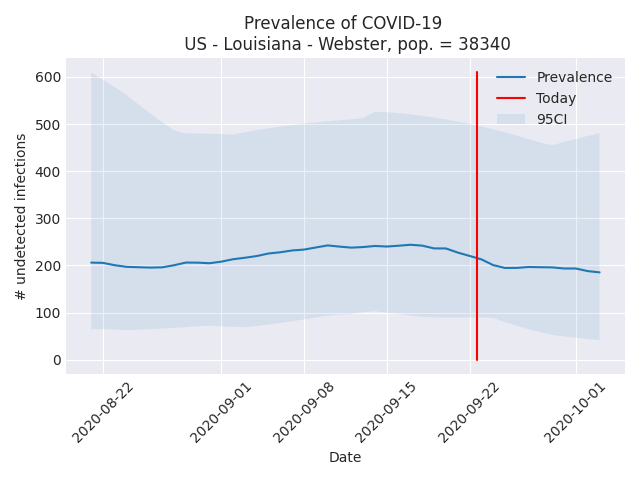 Prevalence of COVID-19
US - Louisiana - Webster, pop. = 38340
600
500
400
300
200
100
0
# undetected infections
Prevalence
Today
95CI
2020-08-22
2020-09-01
2020-09-08
2020-09-15
2020-09-22
2020-10-01
Date